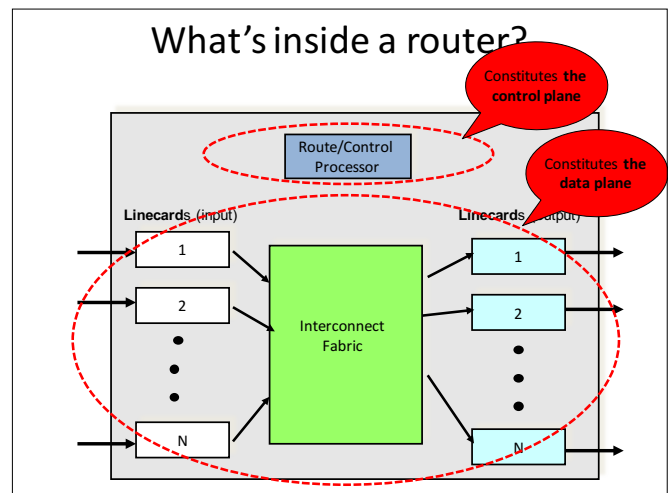 What's inside a router?
Constitutes the
control plane
Route/Control
Processor
Constitutes the
data plane
Linecards (input)
Linecards (output)
1
2
N
Interconnect
Fabric
1
2
N